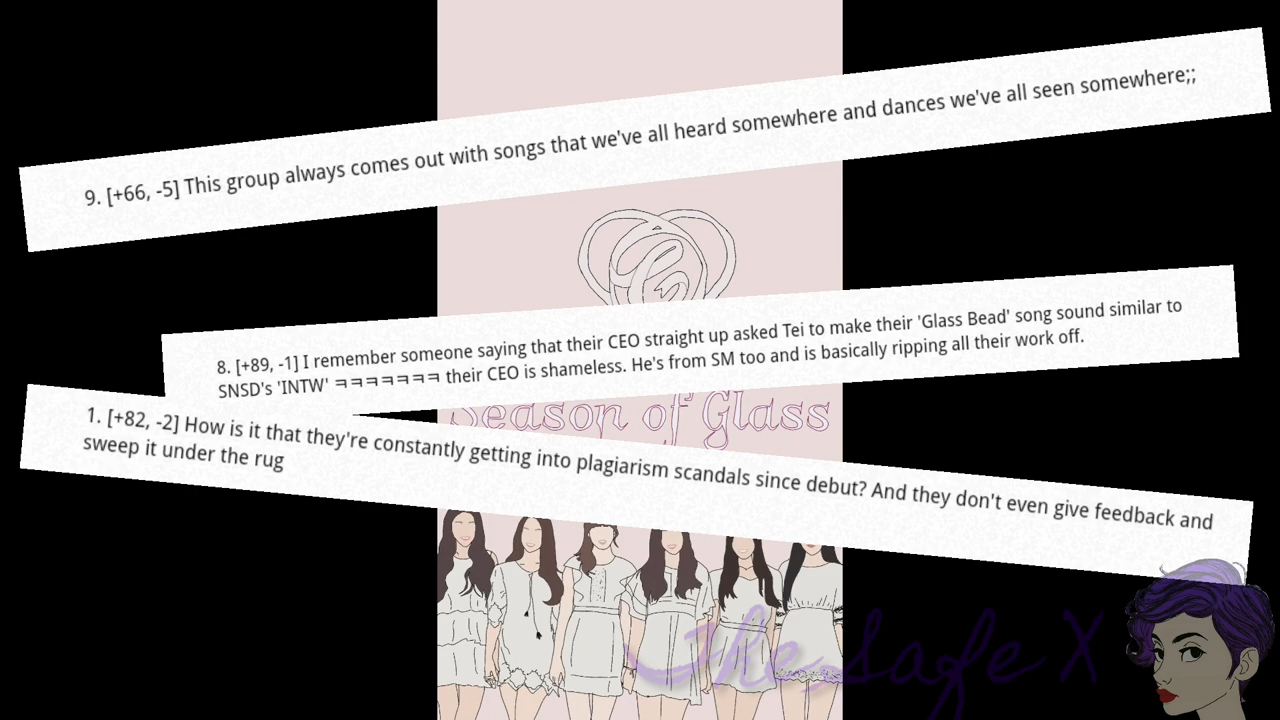 9. [+66, -5] This group always comes out with songs that we've all heard somewhere and dances we've all seen somewhere;;
8. [+89, -1] I remember someone saying that their CEO straight up asked Tei to make their 'Glass Bead' song sound similar to
SNSD's 'INTW' ㅋㅋㅋㅋㅋㅋㅋ their CEO is shameless. He's from SM too and is basically ripping all their work off.
Season of Glass
1. [+82, -2] How is it that they're constantly getting into plagiarism scandals since debut? And they don't even give feedback and
sweep it under the rug
The Safe X